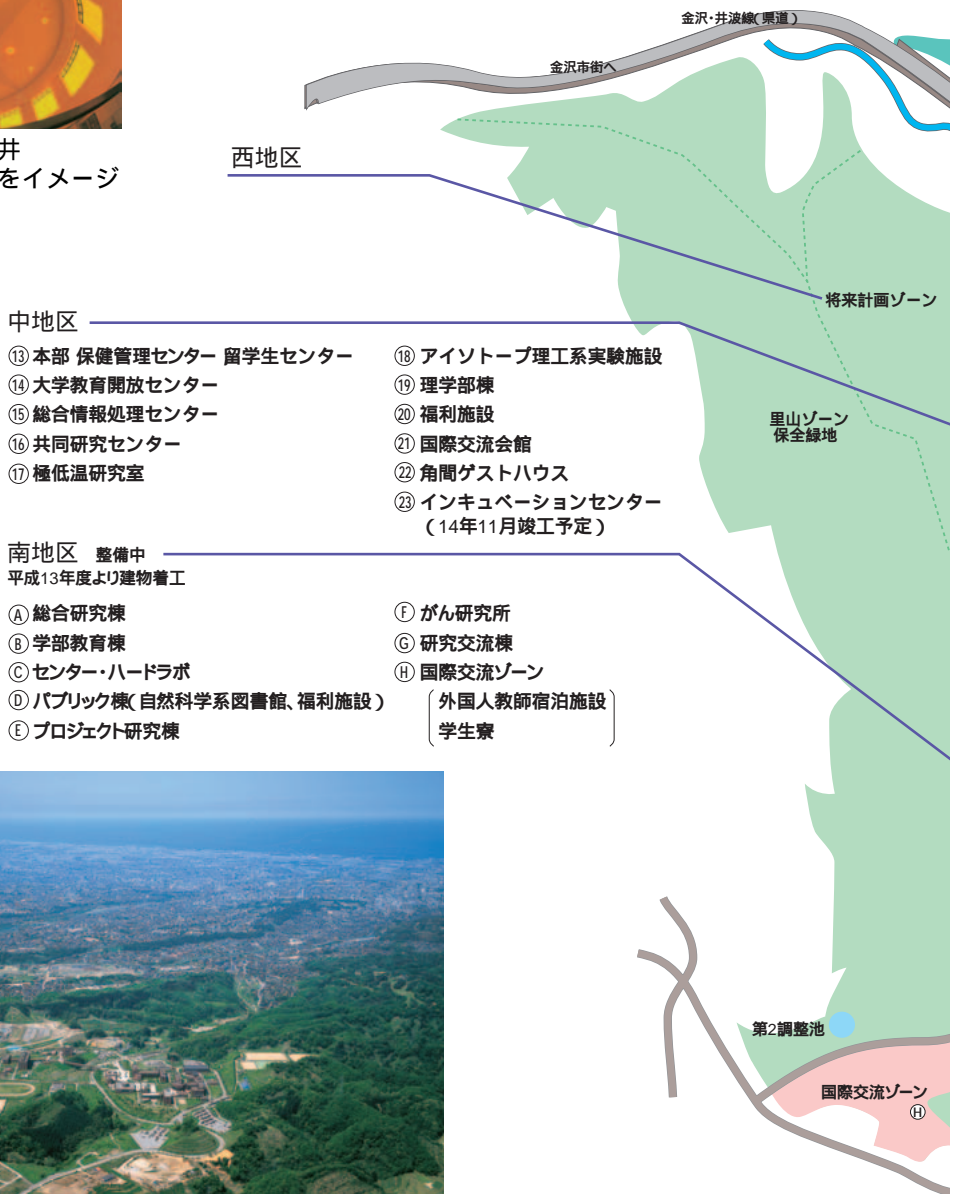 井
をイメージ
金沢・井波線(県道)
金沢市街へ
西地区
将来計画ゾーン
里山ゾーン
保全緑地
中地区
⑬本部 保健管理センター 留学生センター
⑭大学教育開放センター
⑮総合情報処理センター
⑯共同研究センター
⑰極低温研究室
⑱アイソトープ理工系実験施設
⑲理学部棟
⑳福利施設
㉑国際交流会館
㉒角間ゲストハウス
㉓インキュベーションセンター
(14年11月竣工予定)
南地区 整備中
平成13年度より建物着工
Ⓐ総合研究棟
Ⓑ学部教育棟
Ⓒセンター・ハードラボ
Ⓓパブリック棟(自然科学系図書館、福利施設)
Ⓔプロジェクト研究棟
Ⓕがん研究所
Ⓖ研究交流棟
Ⓗ国際交流ゾーン
外国人教師宿泊施設
学生寮
第2調整池
国際交流ゾーン
Ⓗ